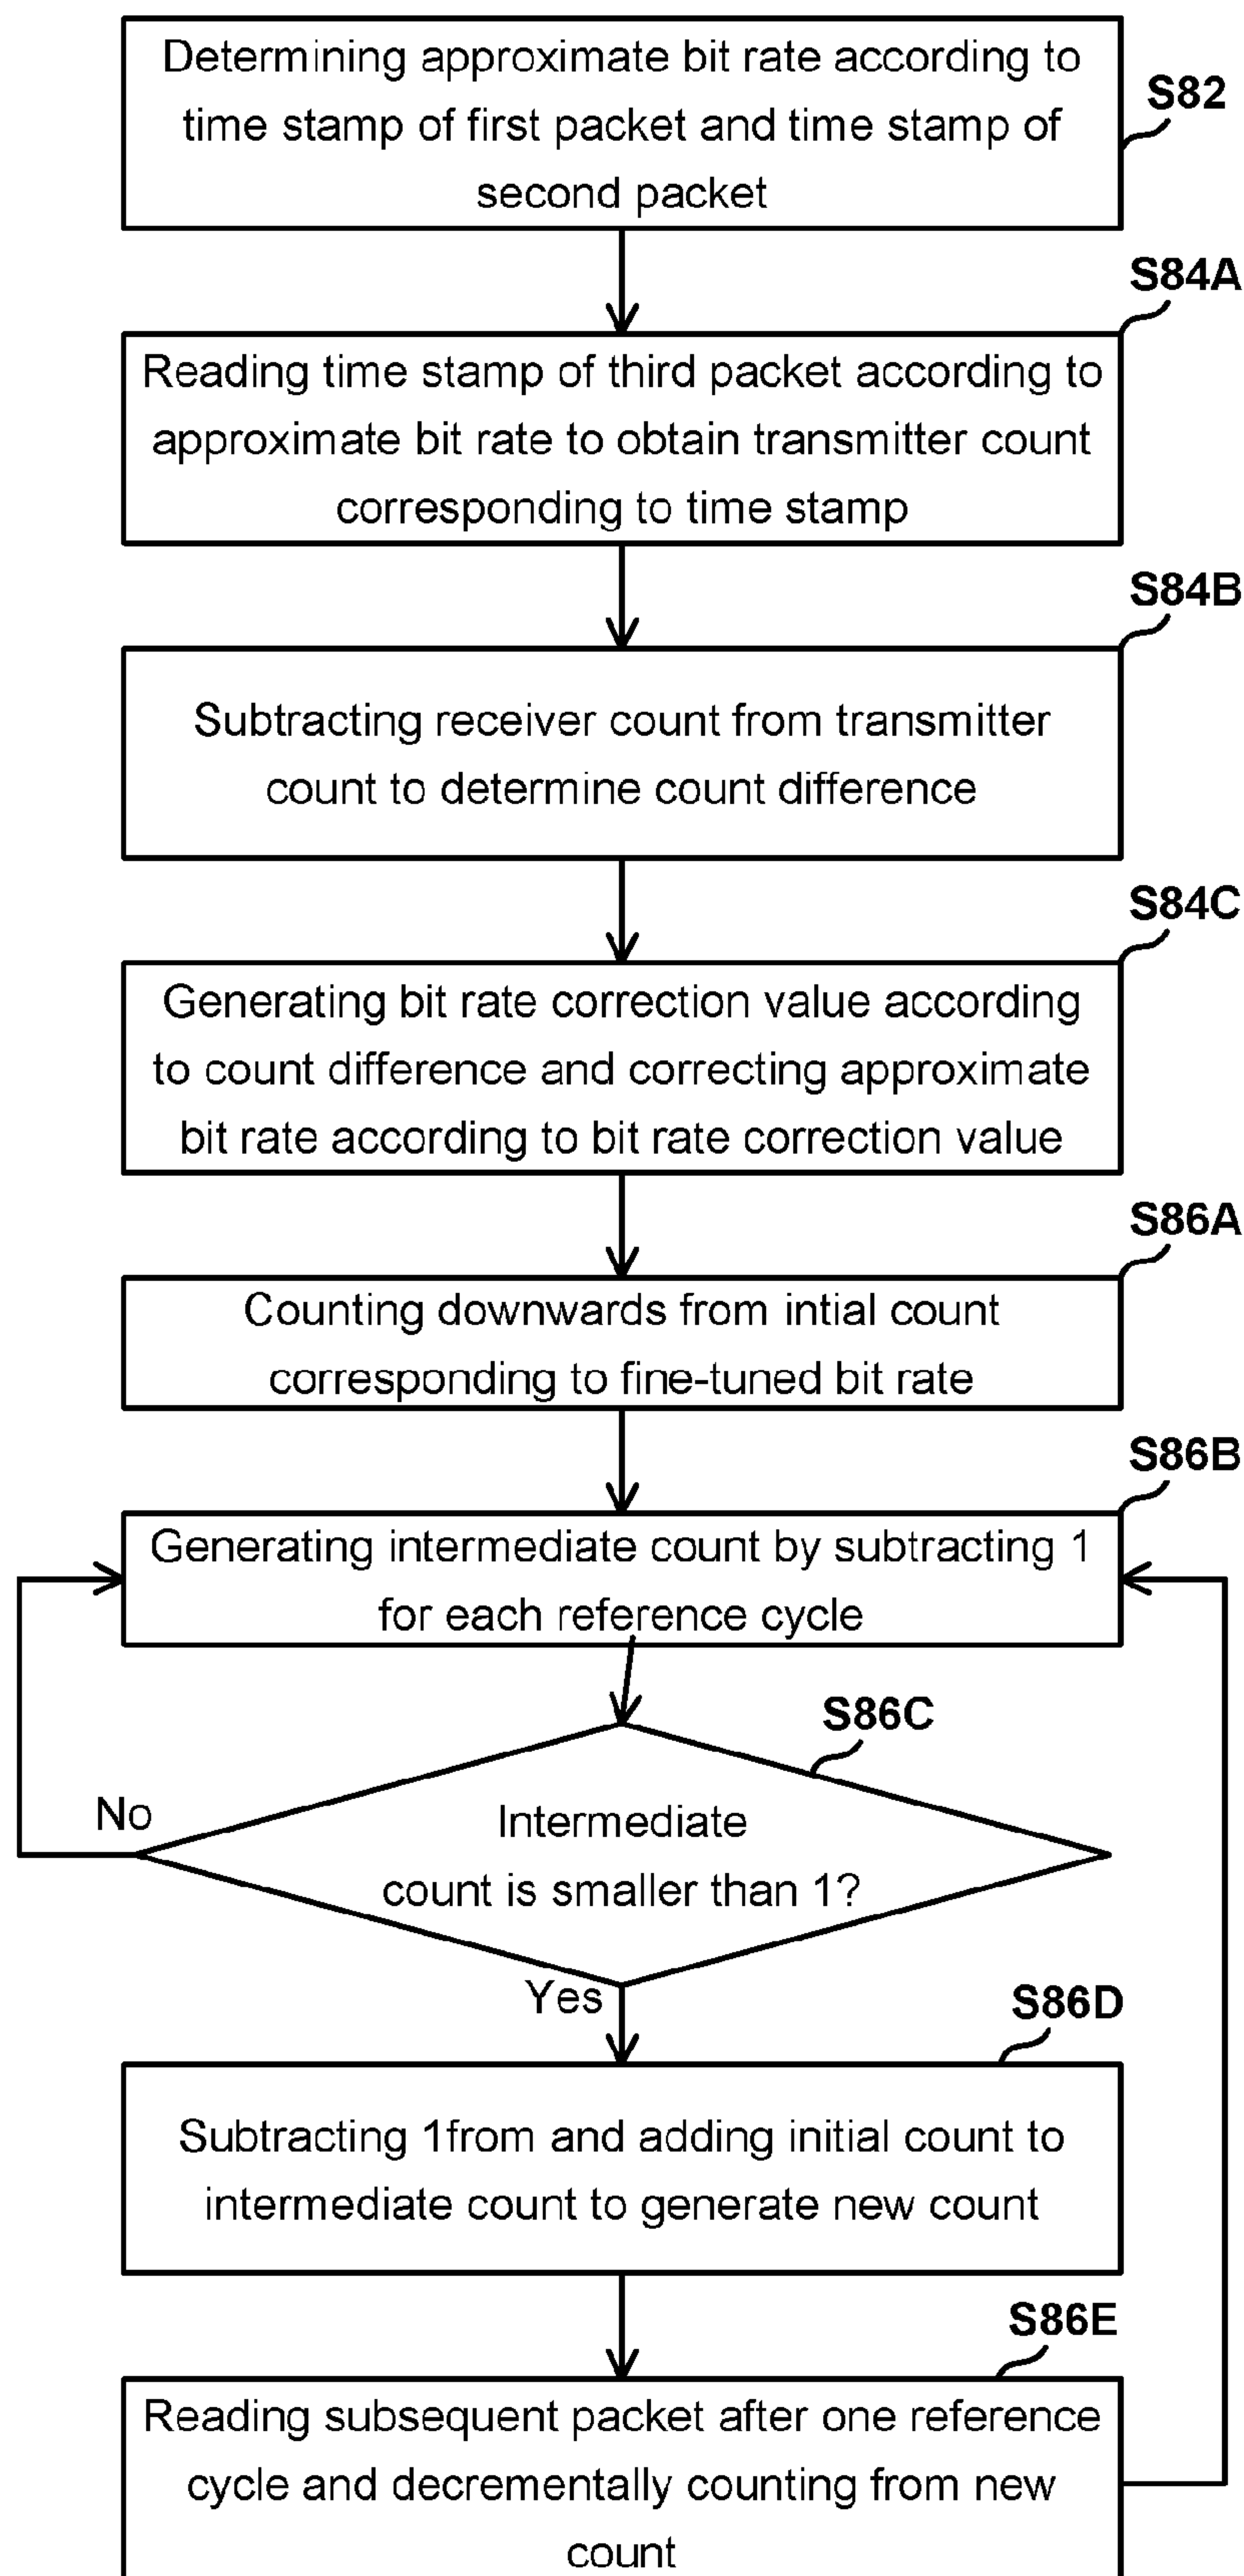 Determining approximate bit rate according to
time stamp of first packet and time stamp of
second packet
S82
S84A
Reading time stamp of third packet according to
approximate bit rate to obtain transmitter count
corresponding to time stamp
S84B
Subtracting receiver count from transmitter
count to determine count difference
S84C
Generating bit rate correction value according
to count difference and correcting approximate
bit rate according to bit rate correction value
S86A
Counting downwards from intial count
corresponding to fine-tuned bit rate
S86B
Generating intermediate count by subtracting 1
for each reference cycle
S86C
No
Intermediate
count is smaller than 1?
Yes
S86D
Subtracting 1from and adding initial count to
intermediate count to generate new count
S86E
Reading subsequent packet after one reference
cycle and decrementally counting from new
count